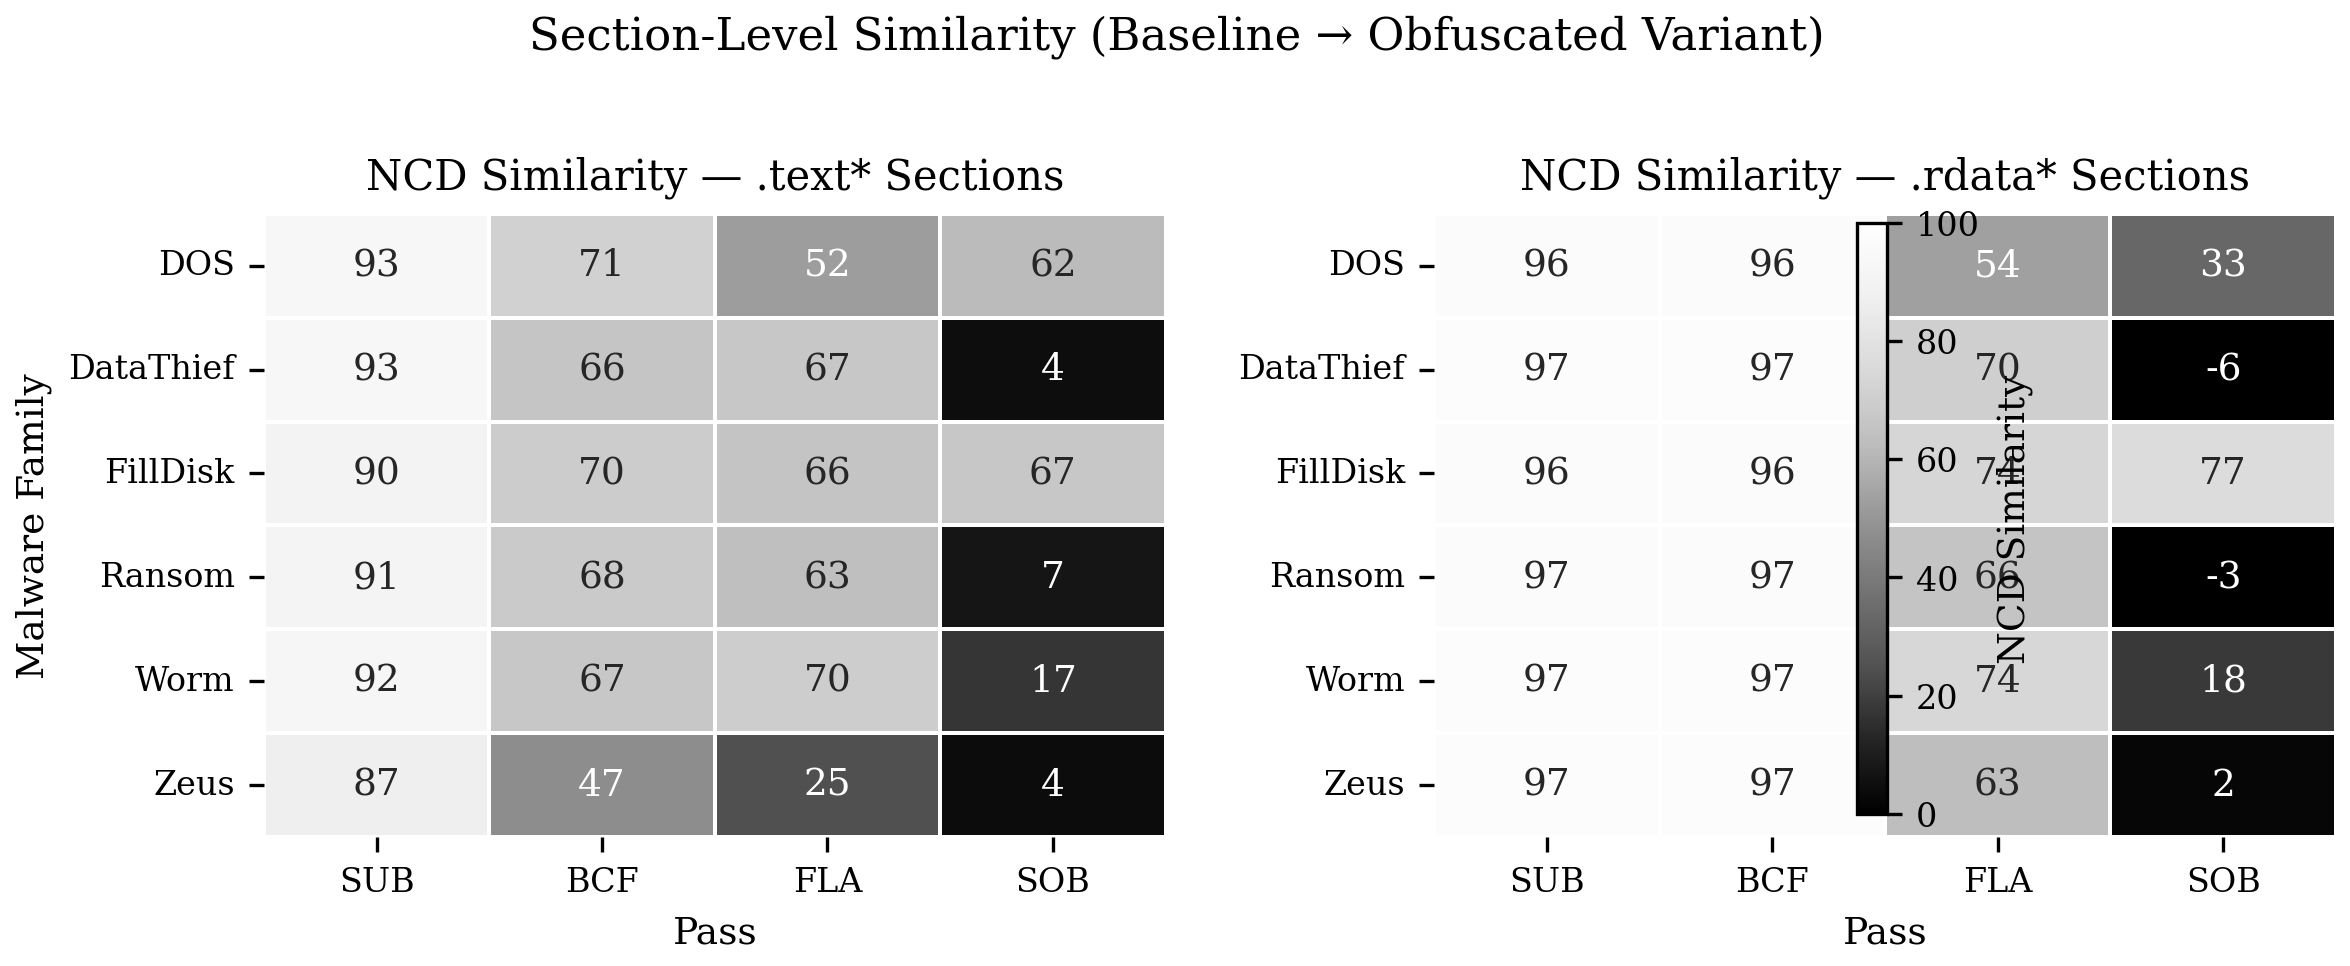 Section-Level Similarity (Baseline → Obfuscated Variant)
NCD Similarity — .text* Sections
Malware Family
DOS 93 71 52 62
DataThief 93 66 67 4
FillDisk 90 70 66 67
Ransom 91 68 63 7
Worm 92 67 70 17
Zeus 87 47 25 4
SUB BCF FLA SOB
Pass
NCD Similarity — .rdata* Sections
DOS 96 96 54 33
DataThief 97 97 70 -6
FillDisk 96 96 74 77
Ransom 97 97 66 -3
Worm 97 97 74 18
Zeus 97 97 63 2
SUB BCF FLA SOB
Pass
100
80
60
40
20
0
NCD Similarity